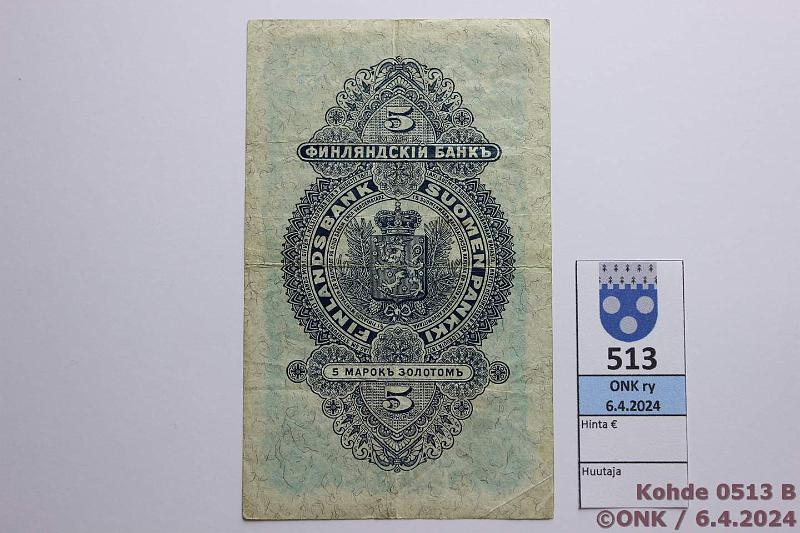 5
ФИНЛЯНДСКІЙ БАНКЪ
FINLANDS BANK
SUOMEN PANKKI
5 МАРОКЪ ЗОЛОТОМЪ
5
513
ONK ry
6.4.2024
Hinta €
Huutaja
Kohde 0513 B
©ONK / 6.4.2024